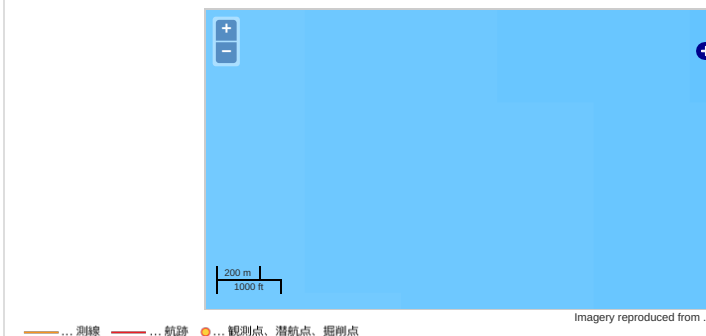 +
−
200 m
1000 ft
Imagery reproduced from .
... 測線 ... 航跡 ... 観測点、潜航点、掘削点